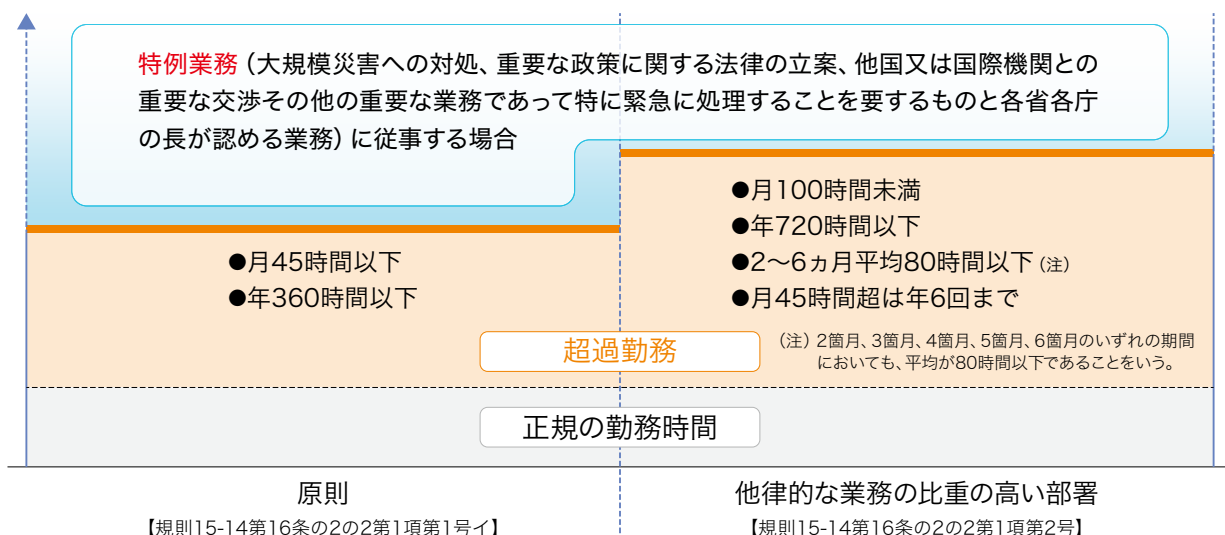 特例業務（大規模災害への対処、重要な政策に関する法律の立案、他国又は国際機関との
重要な交渉その他の重要な業務であって特に緊急に処理することを要するものと各省各庁
の長が認める業務）に従事する場合
●月45時間以下
●年360時間以下
●月100時間未満
●年720時間以下
●2〜6ヵ月平均80時間以下（注）
●月45時間超は年6回まで
（注）2箇月、3箇月、4箇月、5箇月、6箇月のいずれの期間
においても、平均が80時間以下であることをいう。
超過勤務
正規の勤務時間
原則
【規則15-14第16条の2の2第1項第1号イ】
他律的な業務の比重の高い部署
【規則15-14第16条の2の2第1項第2号】